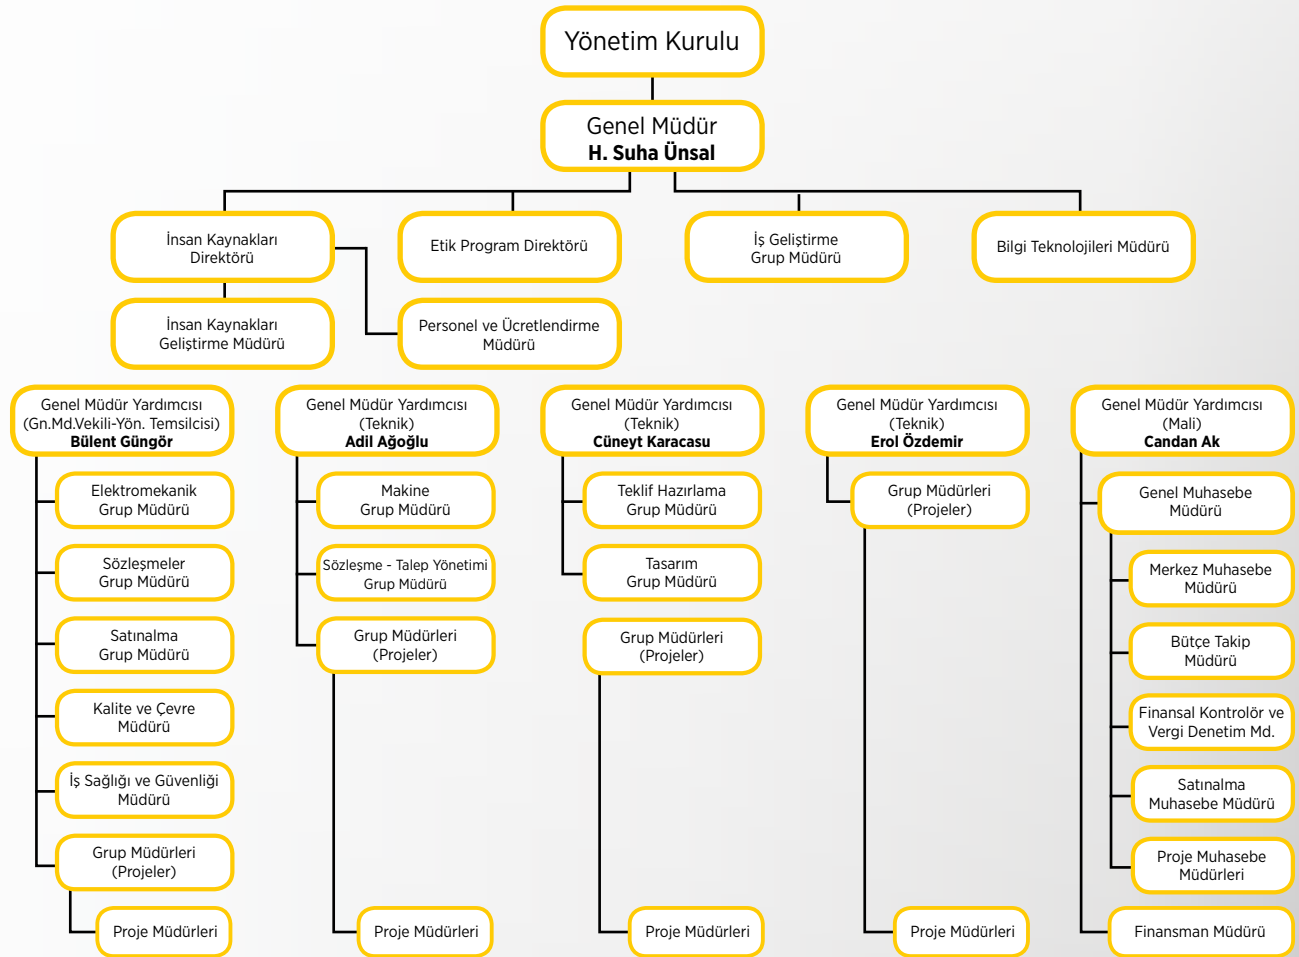 Yönetim Kurulu
Genel Müdür
H. Suha Ünsal
İnsan Kaynakları
Direktörü
Etik Program Direktörü
İş Geliştirme
Grup Müdürü
Bilgi Teknolojileri Müdürü
İnsan Kaynakları
Geliştirme Müdürü
Personel ve Ücretlendirme
Müdürü
Genel Müdür Yardımcısı
(Gn.Md.Vekili-Yön. Temsilcisi)
Bülent Güngör
Elektromekanik
Grup Müdürü
Sözleşmeler
Grup Müdürü
Satınalma
Grup Müdürü
Kalite ve Çevre
Müdürü
İş Sağlığı ve Güvenliği
Müdürü
Grup Müdürleri
(Projeler)
Proje Müdürleri
Genel Müdür Yardımcısı
(Teknik)
Adil Ağoğlu
Makine
Grup Müdürü
Sözleşme - Talep Yönetimi
Grup Müdürü
Grup Müdürleri
(Projeler)
Proje Müdürleri
Genel Müdür Yardımcısı
(Teknik)
Cüneyt Karacasu
Teklif Hazırlama
Grup Müdürü
Tasarım
Grup Müdürü
Grup Müdürleri
(Projeler)
Proje Müdürleri
Genel Müdür Yardımcısı
(Teknik)
Erol Özdemir
Grup Müdürleri
(Projeler)
Proje Müdürleri
Genel Müdür Yardımcısı
(Mali)
Candan Ak
Genel Muhasebe
Müdürü
Merkez Muhasebe
Müdürü
Bütçe Takip
Müdürü
Finansal Kontrolör ve
Vergi Denetim Md.
Satınalma
Muhasebe Müdürü
Proje Muhasebe
Müdürleri
Finansman Müdürü